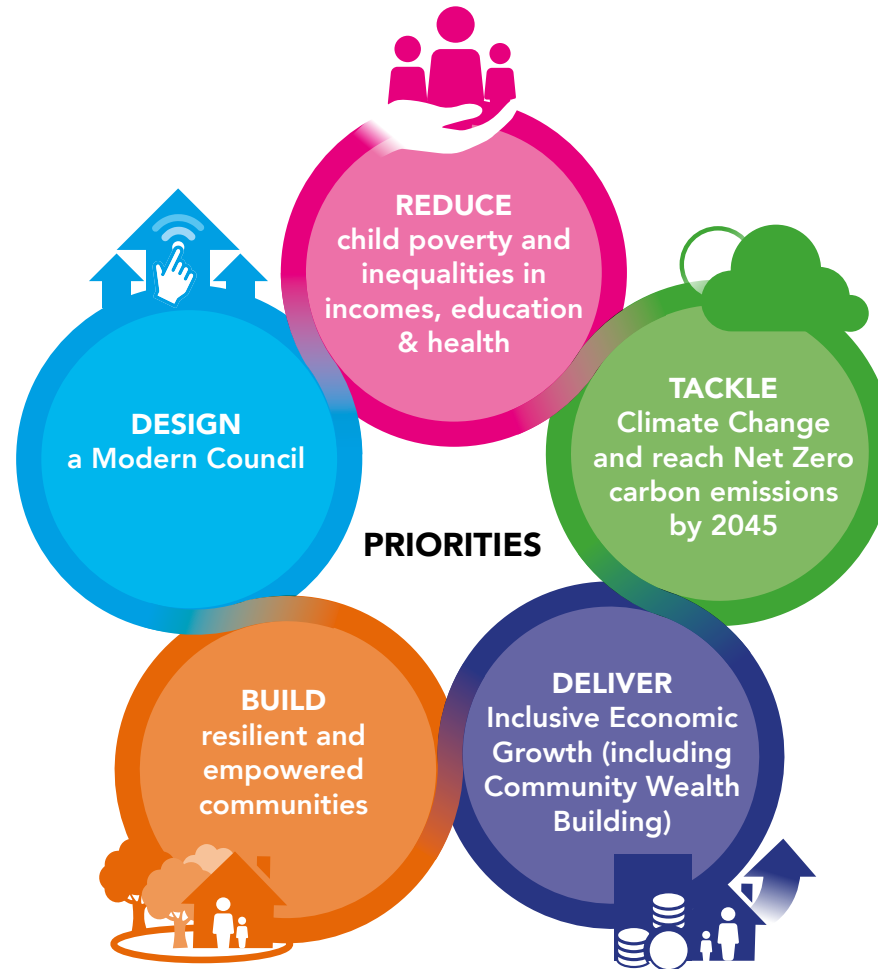 REDUCE
child poverty and
inequalities in
incomes, education
& health
TACKLE
Climate Change
and reach Net Zero
carbon emissions
by 2045
DELIVER
Inclusive Economic
Growth (including
Community Wealth
Building)
BUILD
resilient and
empowered
communities
DESIGN
a Modern Council
PRIORITIES